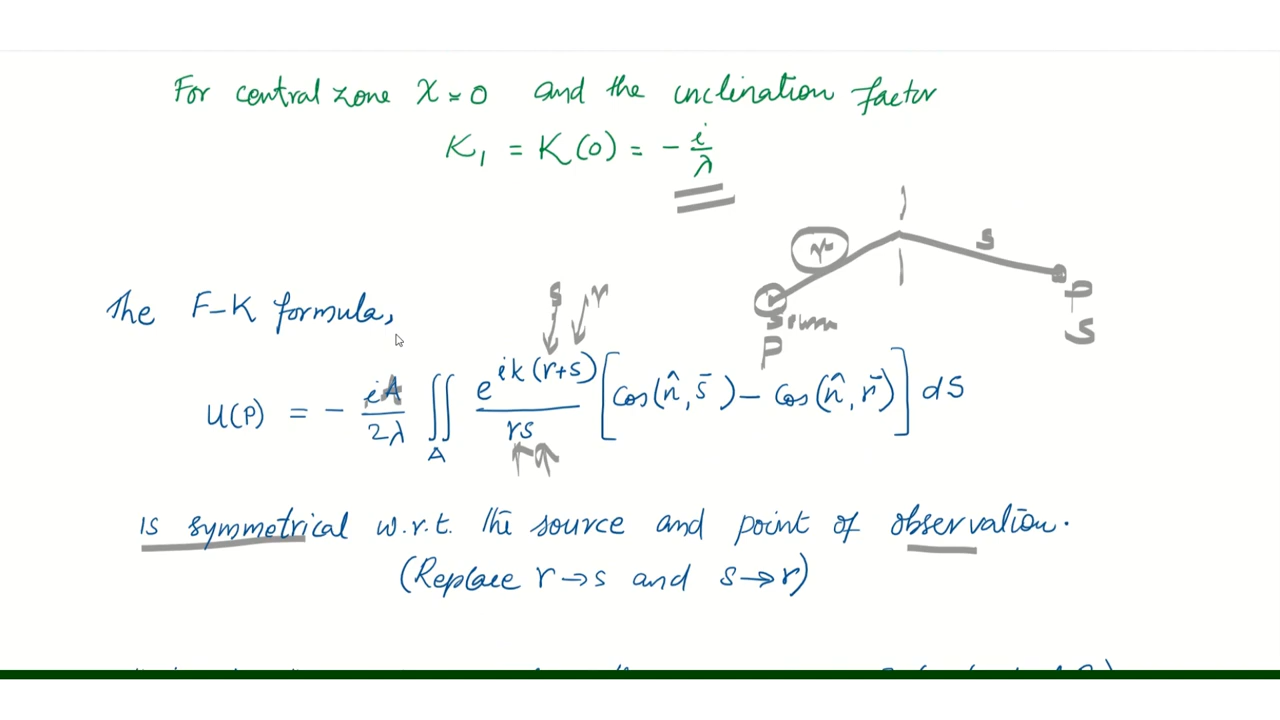 For central zone χ = 0 and the inclination factor
K₁ = K(0) = - i/λ
r s
P
S
P
S
The F-K formula,
s r
U(P) = - iA/2λ ∬_A e^{ik(r+s)}/rs [cos(n̂, s̄) - cos(n̂, r̄)] dS
is symmetrical w.r.t. the source and point of observation.
(Replace r → s and s → r)